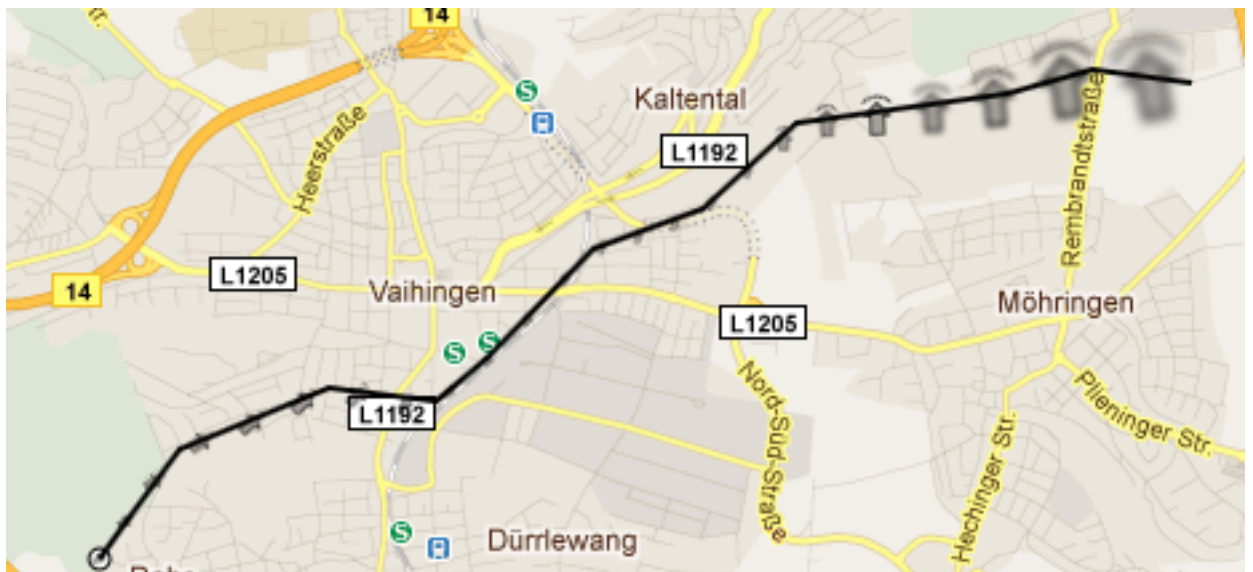 14
Kaltental
Heerstraße
L1192
Rembrandtstraße
L1205
14
Vaihingen
Möhringen
L1205
S
S
S
L1192
Nord-Süd-Straße
Plieninger Str.
Hechinger Str.
S
Dürrlewang